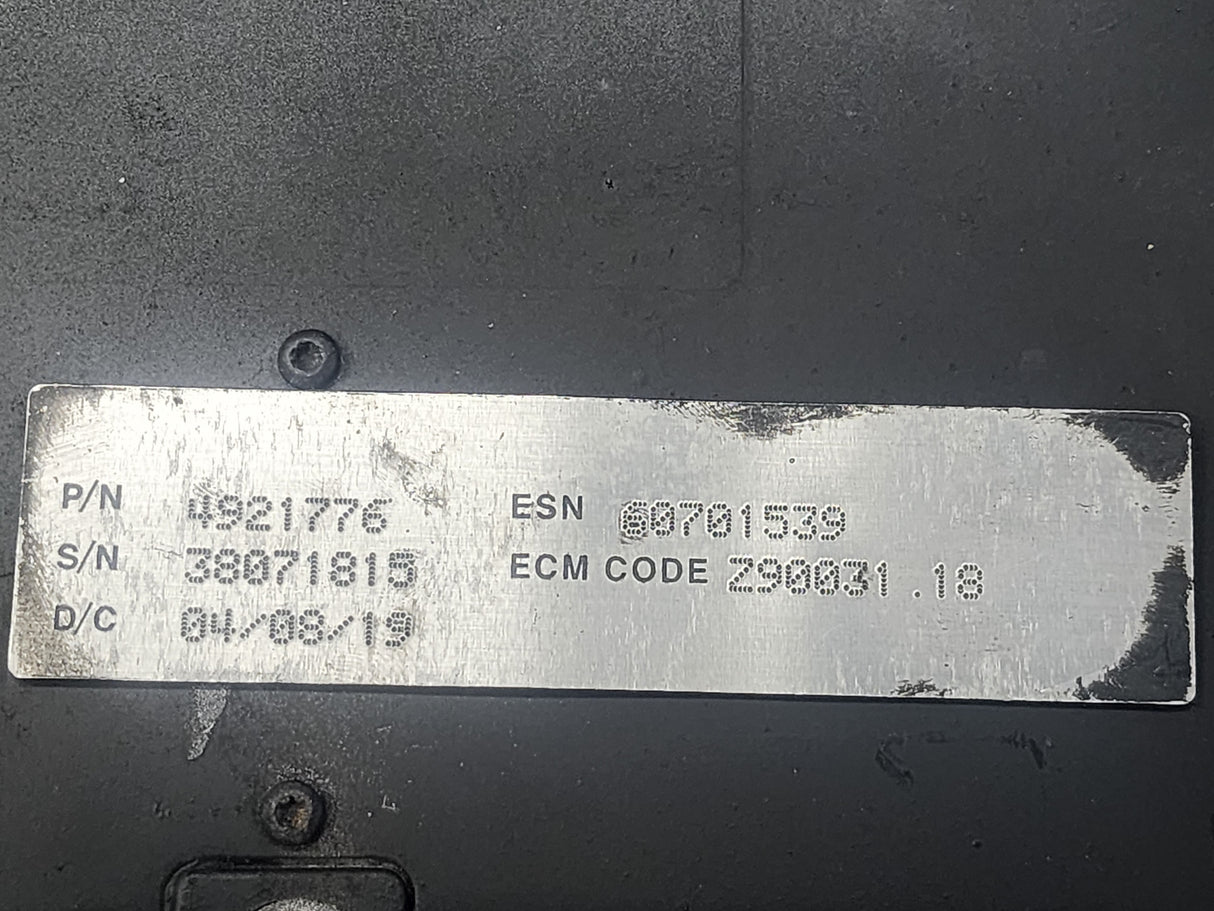 P/N 4921776 ESN 60701539
S/N 38071815 ECM CODE Z90031.18
D/C 04/08/19